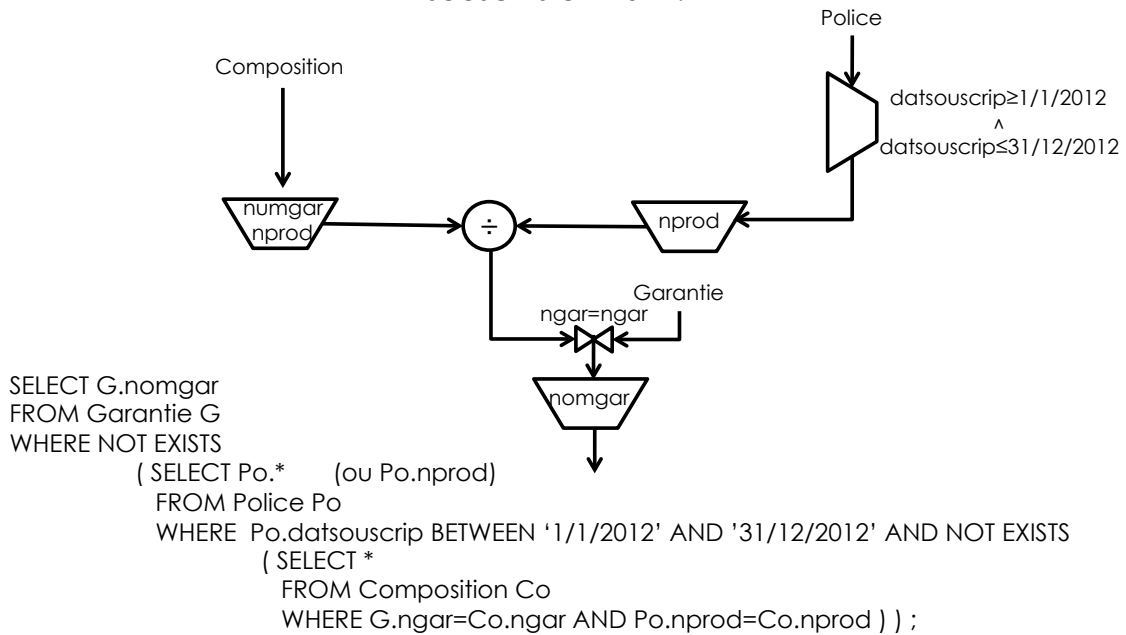 Police
Composition
datsouscrip≥1/1/2012
^
datsouscrip≤31/12/2012
numgar
nprod
÷
nprod
Garantie
ngar=ngar
nomgar
SELECT G.nomgar
FROM Garantie G
WHERE NOT EXISTS
( SELECT Po.* (ou Po.nprod)
FROM Police Po
WHERE Po.datsouscrip BETWEEN ‘1/1/2012’ AND ’31/12/2012’ AND NOT EXISTS
( SELECT *
FROM Composition Co
WHERE G.ngar=Co.ngar AND Po.nprod=Co.nprod ) ) ;